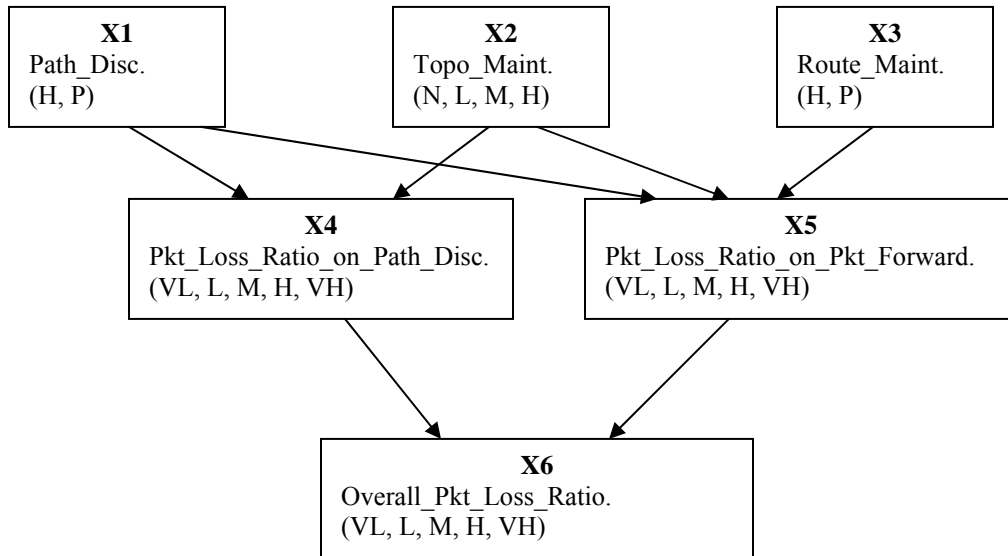 X1
Path_Disc.
(H, P)
X2
Topo_Maint.
(N, L, M, H)
X3
Route_Maint.
(H, P)
X4
Pkt_Loss_Ratio_on_Path_Disc.
(VL, L, M, H, VH)
X5
Pkt_Loss_Ratio_on_Pkt_Forward.
(VL, L, M, H, VH)
X6
Overall_Pkt_Loss_Ratio.
(VL, L, M, H, VH)